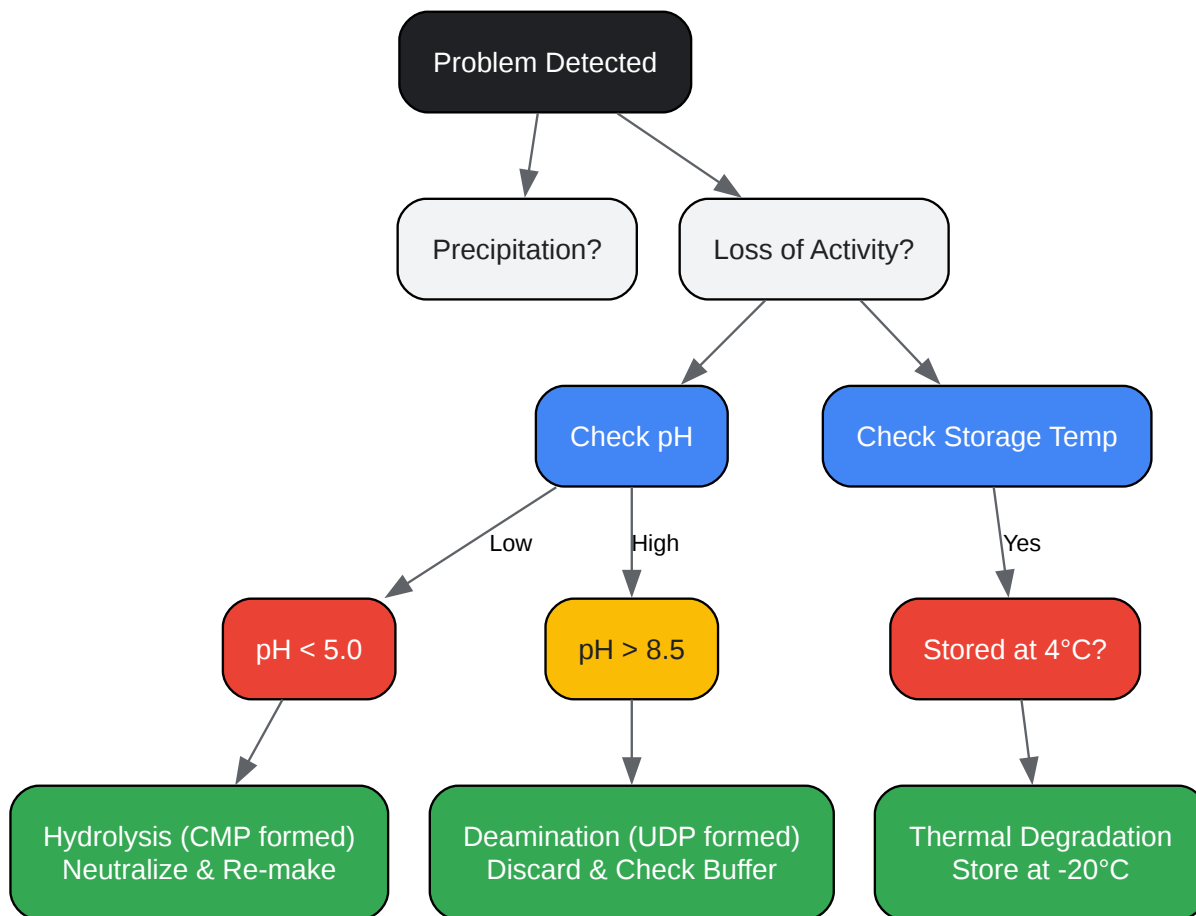 Problem Detected
Precipitation?
Loss of Activity?
Check pH
Check Storage Temp
Low
High
Yes
pH < 5.0
pH > 8.5
Stored at 4°C?
Hydrolysis (CMP formed)
Neutralize & Re-make
Deamination (UDP formed)
Discard & Check Buffer
Thermal Degradation
Store at -20°C